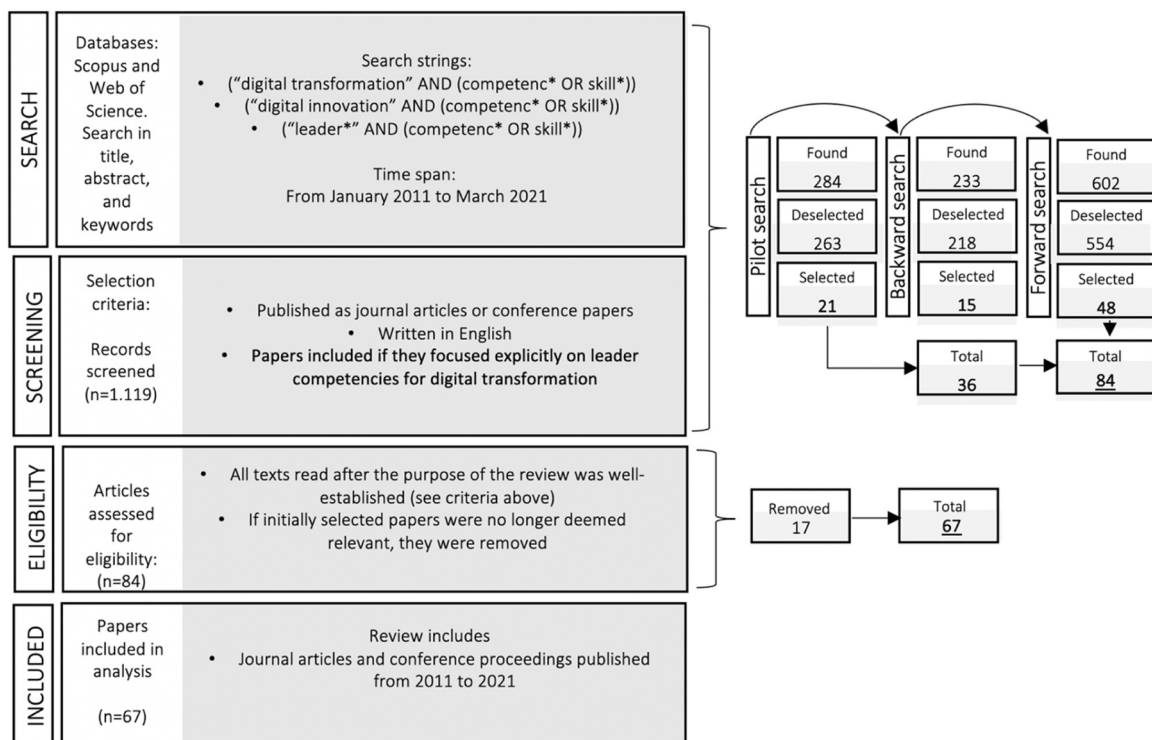 SEARCH
Databases:
Scopus and
Web of
Science.
Search in
title,
abstract,
and
keywords
Search strings:
• (“digital transformation” AND (competenc* OR skill*))
• (“digital innovation” AND (competenc* OR skill*))
• (“leader*” AND (competenc* OR skill*))
Time span:
From January 2011 to March 2021
SCREENING
Selection
criteria:
Records
screened
(n=1.119)
• Published as journal articles or conference papers
• Written in English
• Papers included if they focused explicitly on leader
competencies for digital transformation
ELIGIBILITY
Articles
assessed
for
eligibility:
(n=84)
• All texts read after the purpose of the review was well-
established (see criteria above)
• If initially selected papers were no longer deemed
relevant, they were removed
INCLUDED
Papers
included in
analysis
(n=67)
Review includes
• Journal articles and conference proceedings published
from 2011 to 2021
Pilot search
Found
284
Deselected
263
Selected
21
Backward search
Found
233
Deselected
218
Selected
15
Total
36
Forward search
Found
602
Deselected
554
Selected
48
Total
84
Removed
17
Total
67